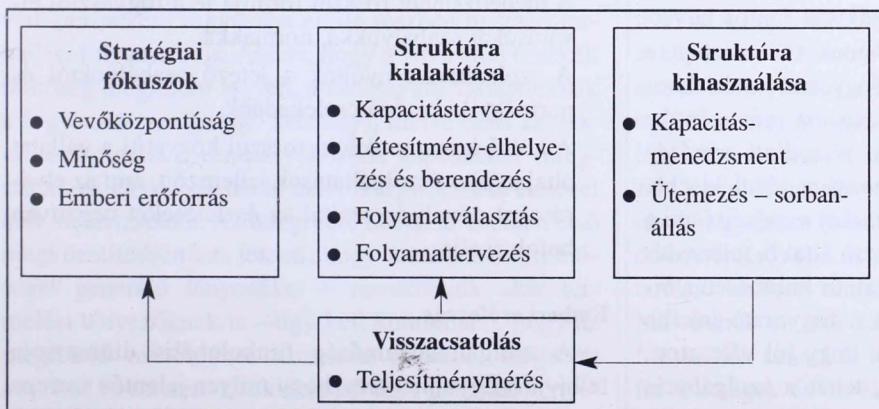 Stratégiai
fókuszok
● Vevőközpontúság
● Minőség
● Emberi erőforrás
Struktúra
kialakítása
● Kapacitástervezés
● Létesítmény-elhelye-
zés és berendezés
● Folyamatválasztás
● Folyamattervezés
Struktúra
kihasználása
● Kapacitás-
menedzsment
● Ütemezés – sorban-
állás
Visszacsatolás
● Teljesítménymérés